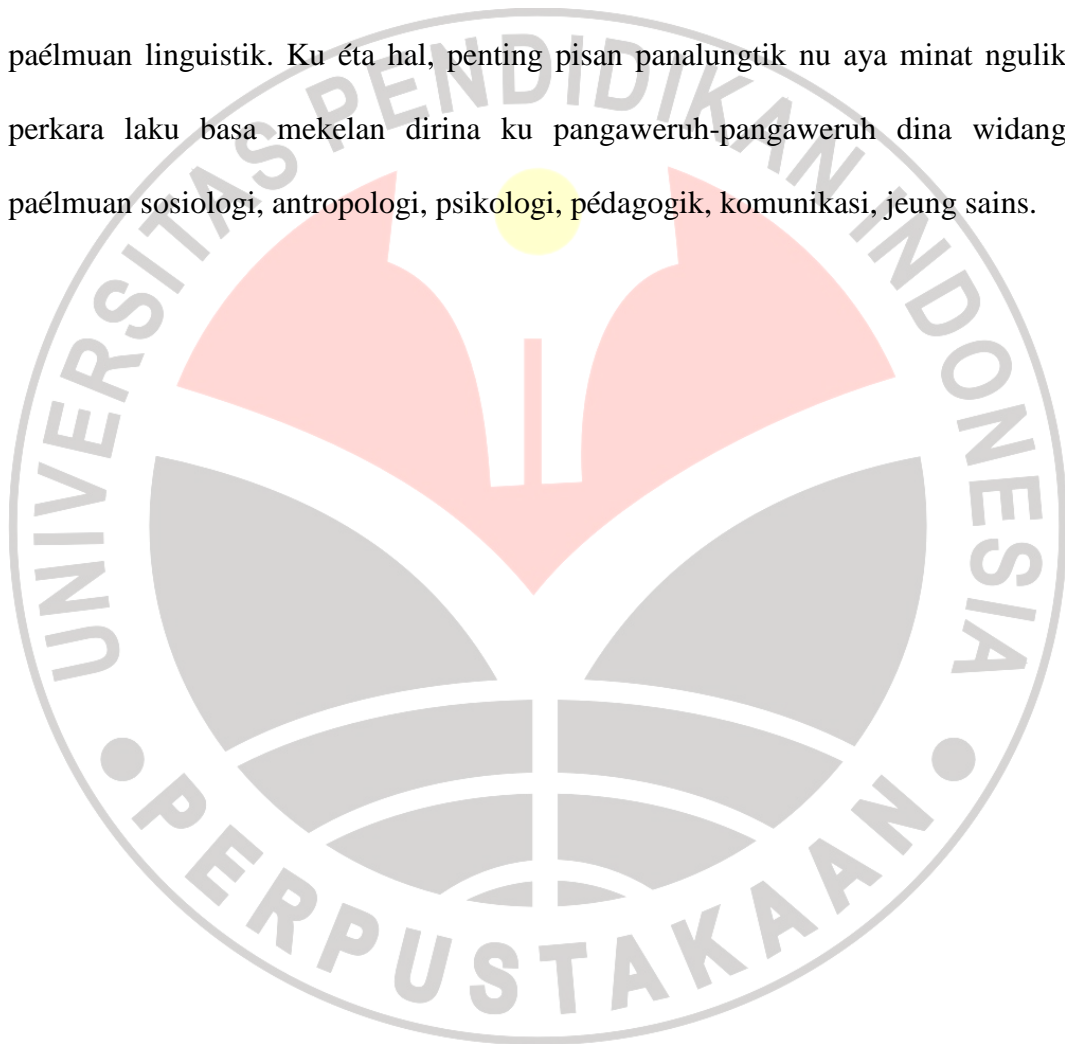 paélmuan linguistik. Ku éta hal, penting pisan panalungtik nu aya minat ngulik
perkara laku basa mekelan dirina ku pangaweruh-pangaweruh dina widang
paélmuan sosiologi, antropologi, psikologi, pédagogik, komunikasi, jeung sains.
UNIVERSITAS PENDIDIKAN INDONESIA
PERPUSTAKAAN